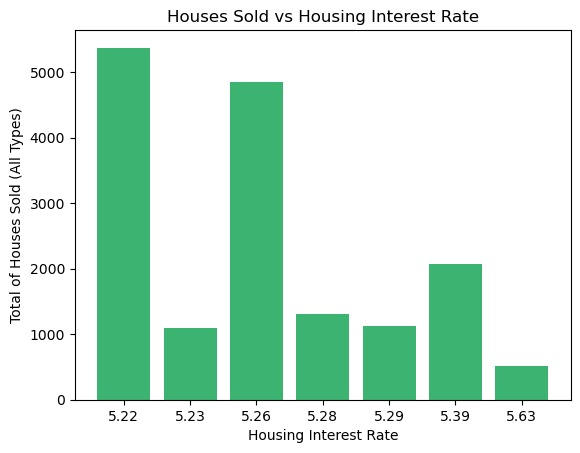 Houses Sold vs Housing Interest Rate
Total of Houses Sold (All Types)
5000
4000
3000
2000
1000
0
5.22 5.23 5.26 5.28 5.29 5.39 5.63
Housing Interest Rate